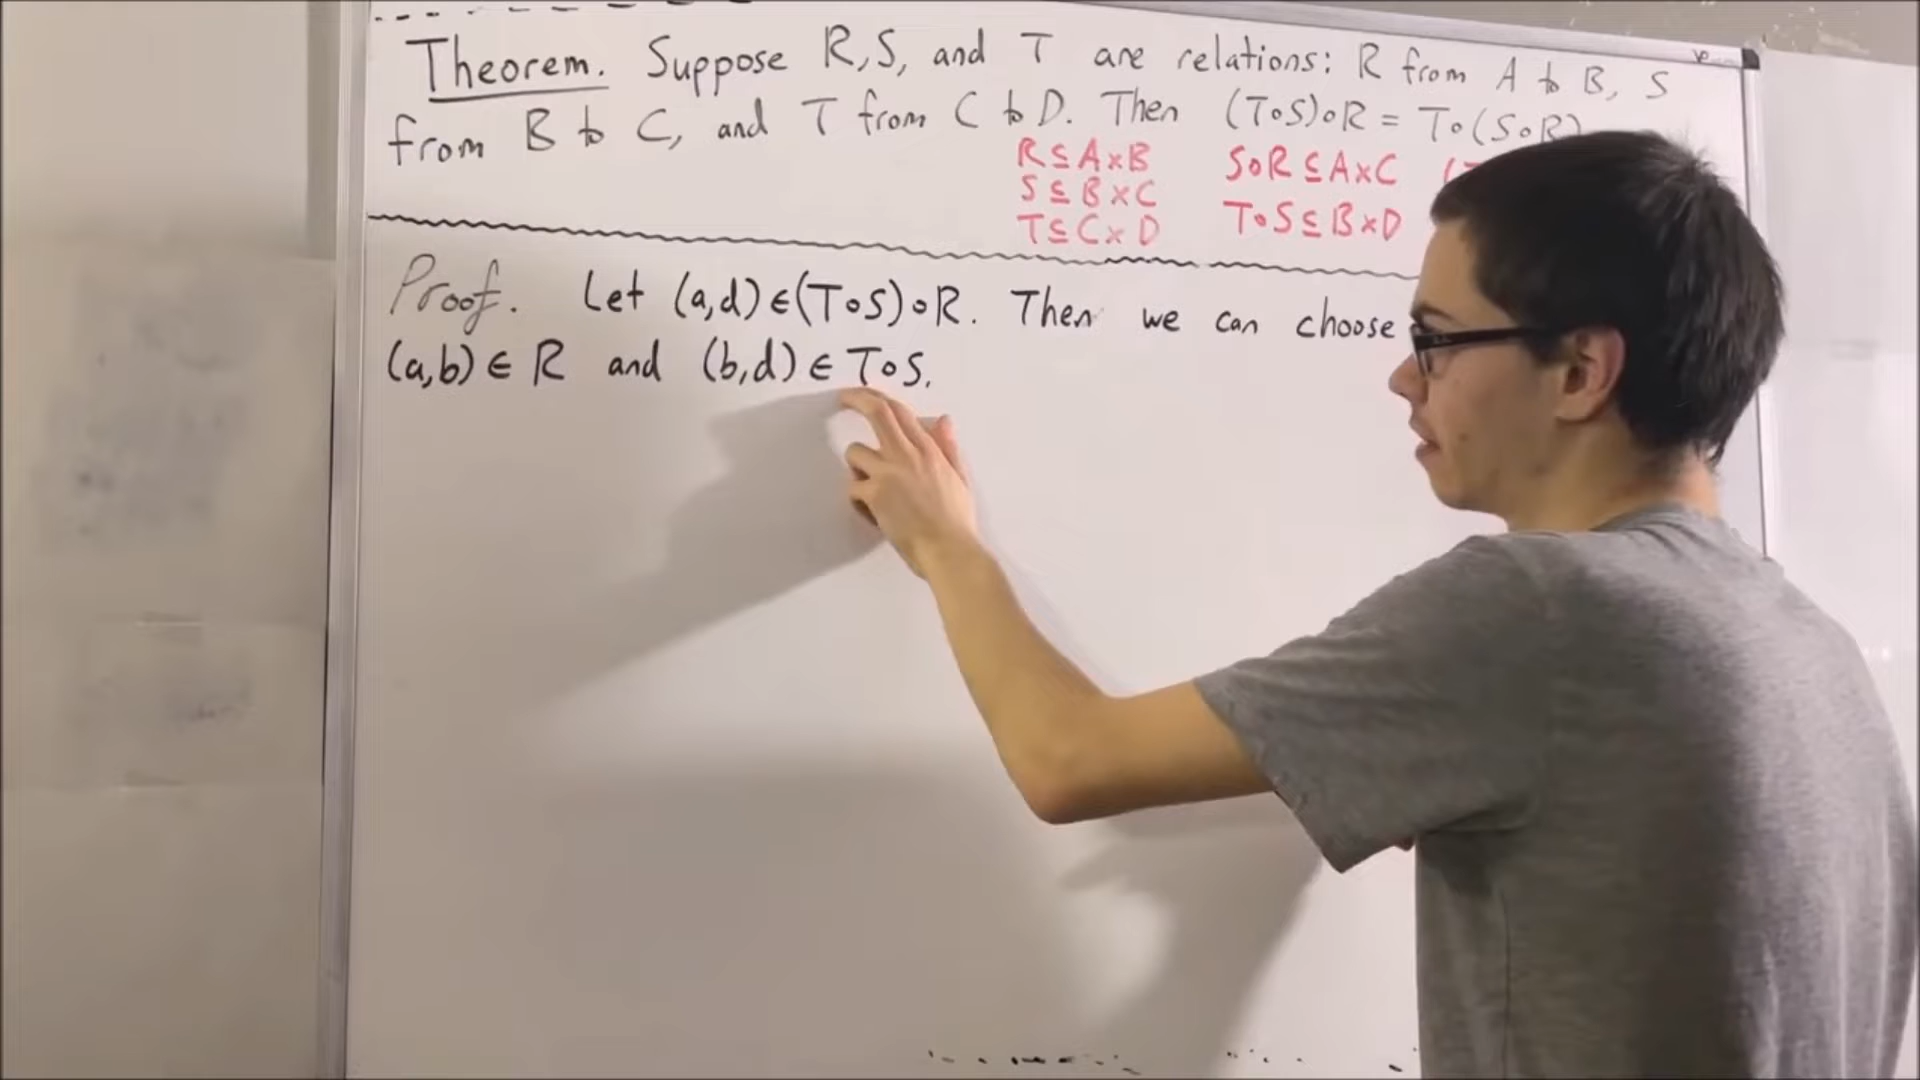 Theorem. Suppose R, S, and T are relations: R from A to B, S
from B to C, and T from C to D. Then (T∘S)∘R = T∘(S∘R)
R⊆A×B S∘R⊆A×C (T
S⊆B×C
T⊆C×D T∘S⊆B×D
Proof. Let (a,d)∈(T∘S)∘R. Then we can choose
(a,b)∈R and (b,d)∈T∘S.